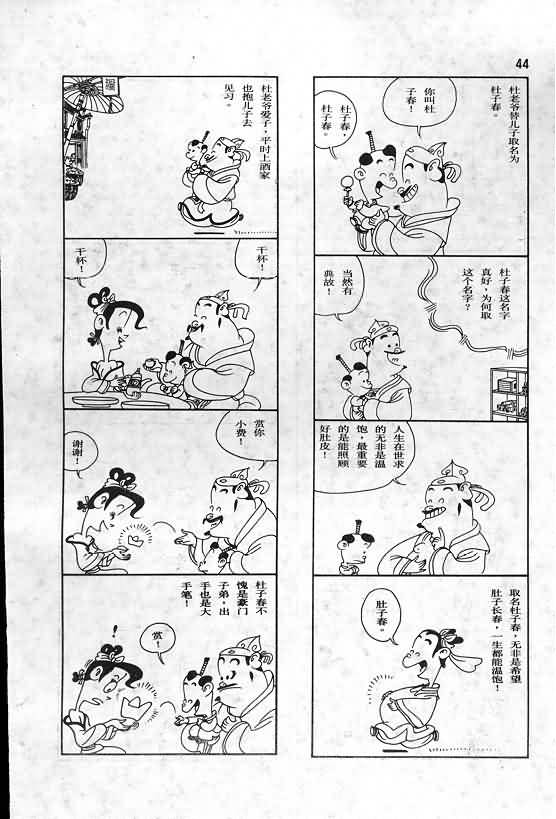 44
杜老爷替儿子取名为
杜子春。
你叫杜
子春!
杜子春,
杜子春。
杜子春这名字
真好,为何取
这个名字?
当然有
典故!
人生在世求
的无非是温
饱,最重要
的是能照顾
好肚皮!
取名杜子春,无非是希望
肚子长春,一生都能温饱!
肚子春。
杜老爷爱子,平时上酒家
也抱儿子去
见习。
干杯!
干杯!
赏你
小费!
谢谢!
杜子春不
愧是豪门
子弟,出
手也是大
手笔!
赏!
!